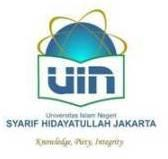 uin
Universitas Islam Negeri
SYARIF HIDAYATULLAH JAKARTA
Knowledge, Piety, Integrity